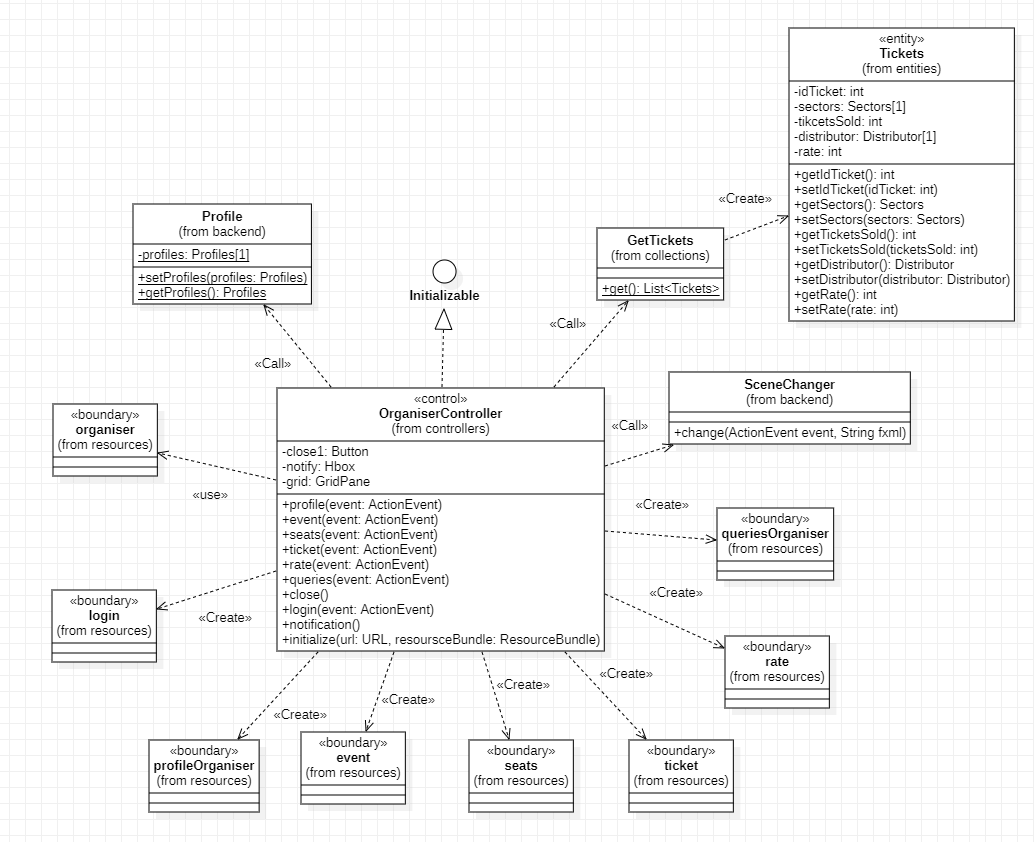 «entity»
Tickets
(from entities)
-idTicket: int
-sectors: Sectors[1]
-tikcetsSold: int
-distributor: Distributor[1]
-rate: int
+getIdTicket(): int
+setIdTicket(idTicket: int)
+getSectors(): Sectors
+setSectors(sectors: Sectors)
+getTicketsSold(): int
+setTicketsSold(ticketsSold: int)
+getDistributor(): Distributor
+setDistributor(distributor: Distributor)
+getRate(): int
+setRate(rate: int)
«Create»
Profile
(from backend)
-profiles: Profiles[1]
+setProfiles(profiles: Profiles)
+getProfiles(): Profiles
GetTickets
(from collections)
+get(): List<Tickets>
Initializable
«Call»
«Call»
SceneChanger
(from backend)
+change(ActionEvent event, String fxml)
«Call»
«control»
OrganiserController
(from controllers)
-close1: Button
-notify: Hbox
-grid: GridPane
+profile(event: ActionEvent)
+event(event: ActionEvent)
+seats(event: ActionEvent)
+ticket(event: ActionEvent)
+rate(event: ActionEvent)
+queries(event: ActionEvent)
+close()
+login(event: ActionEvent)
+notification()
+initialize(url: URL, resoursceBundle: ResourceBundle)
«boundary»
organiser
(from resources)
«use»
«Create»
«boundary»
queriesOrganiser
(from resources)
«boundary»
login
(from resources)
«Create»
«Create»
«boundary»
rate
(from resources)
«Create»
«Create»
«Create»
«Create»
«boundary»
profileOrganiser
(from resources)
«boundary»
event
(from resources)
«boundary»
seats
(from resources)
«boundary»
ticket
(from resources)